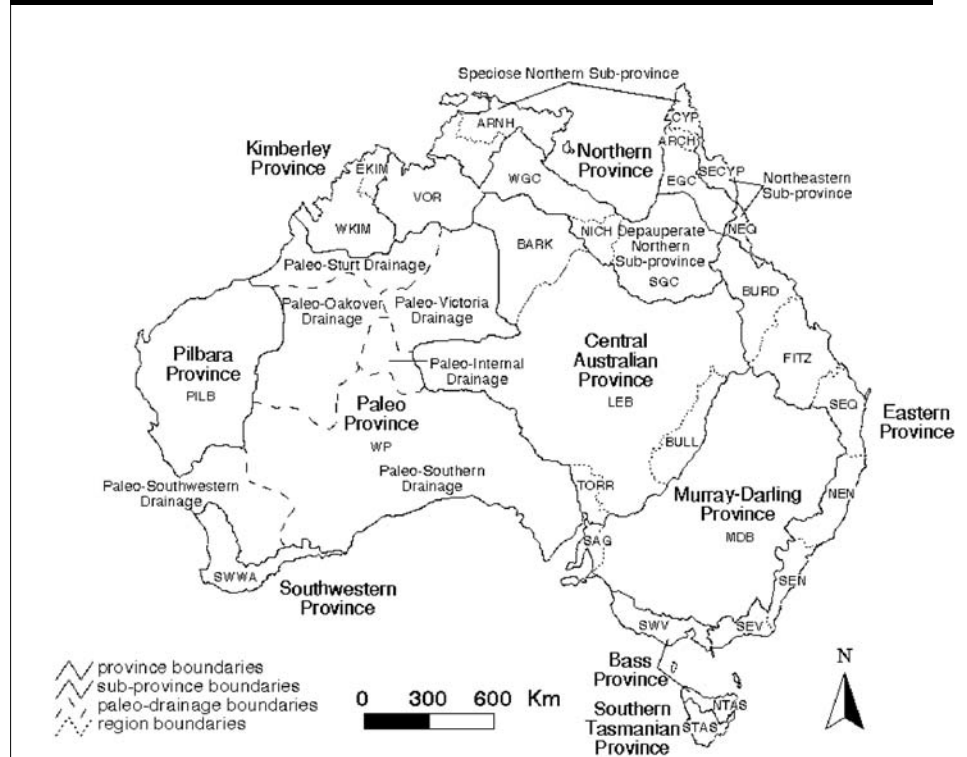 Speciose Northern Sub-province
CYP
ARNH
Kimberley
Province
Northern
Province
ARCH
EKIM
WGC
SECYP
Northeastern
Sub-province
EGC
VOR
WKIM
NICH
Depauperate
Northern
Sub-province
NEQ
BARK
SGC
Paleo-Sturt Drainage
BURD
Paleo-Oakover
Drainage
Paleo-Victoria
Drainage
Central
Australian
Province
LEB
Pilbara
Province
PILB
Paleo-Internal
Drainage
FITZ
Paleo
Province
WP
SEQ
Eastern
Province
BULL
Paleo-Southwestern
Drainage
Paleo-Southern
Drainage
TORR
Murray-Darling
Province
MDB
NEN
SAG
SWWA
Southwestern
Province
SEN
SWV
SEV
Bass
Province
N
province boundaries
sub-province boundaries
paleo-drainage boundaries
region boundaries
0 300 600 Km
NTAS
Southern
Tasmanian
Province
STAS